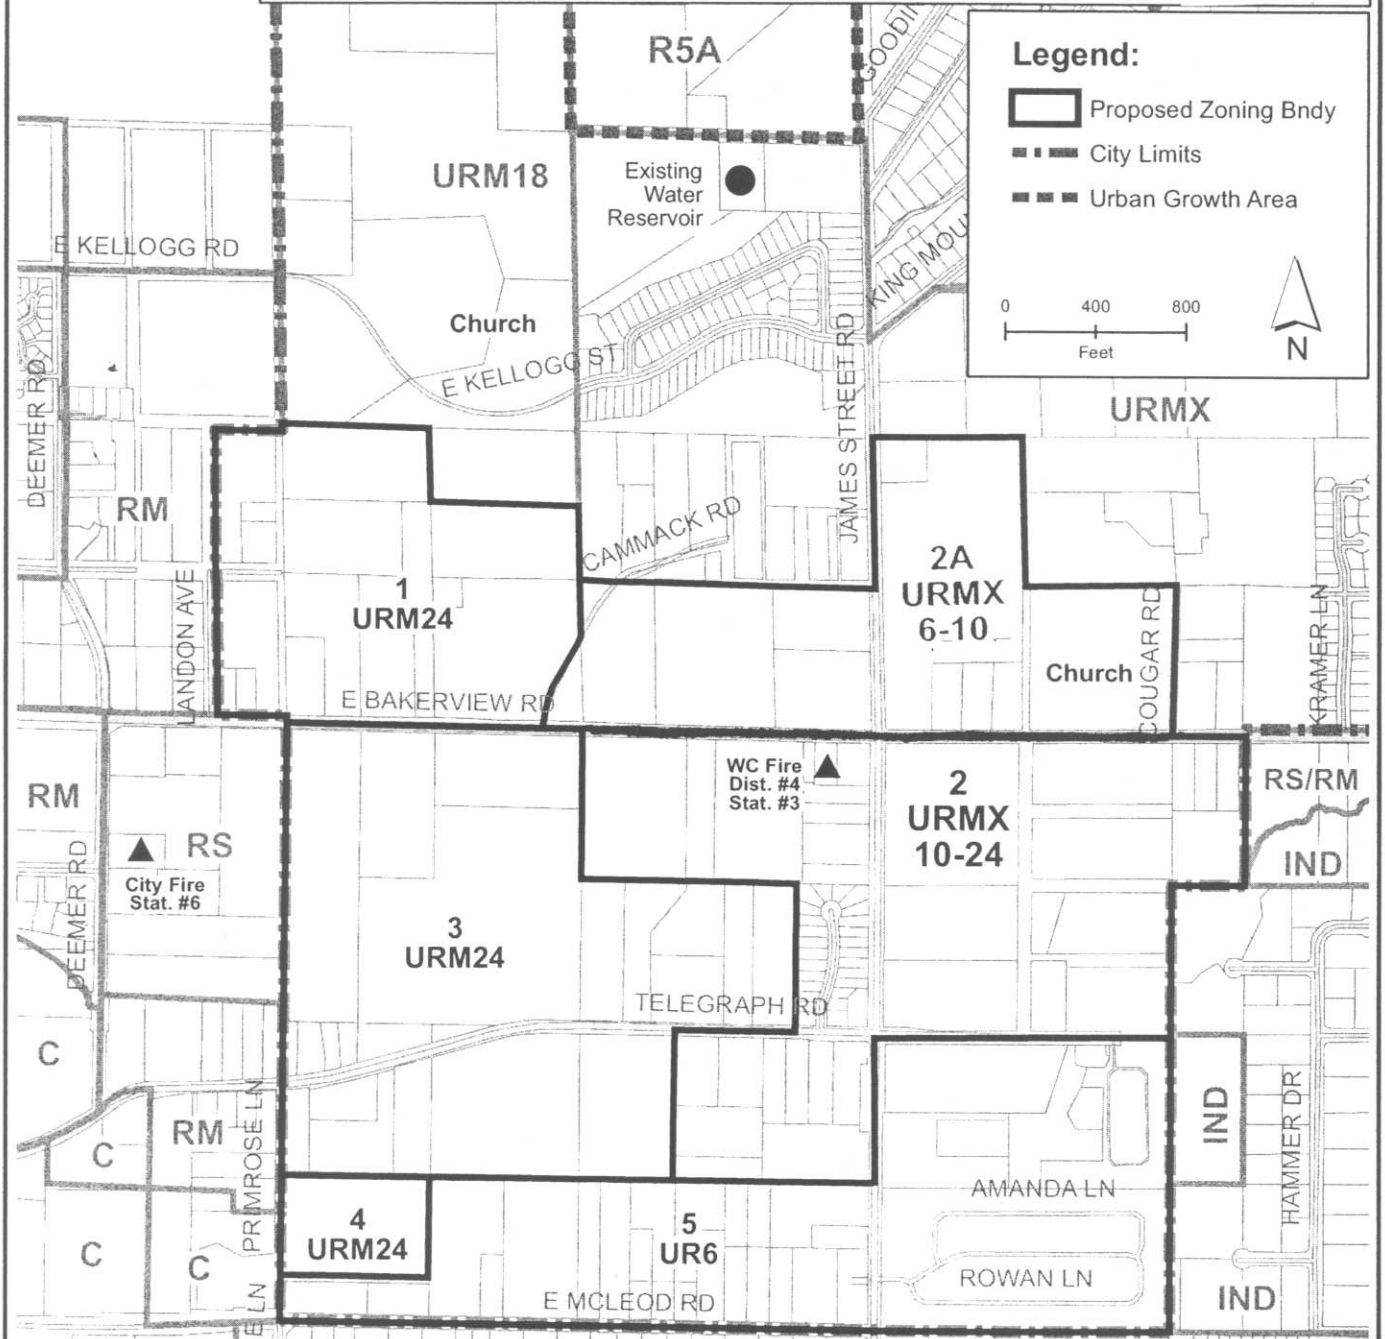 R5A
GOODIN
Legend:
Proposed Zoning Bndy
City Limits
Urban Growth Area
0 400 800
Feet
N
URM18
Existing
Water
Reservoir
E KELLOGG RD
KING MOU
Church
E KELLOGG ST
JAMES STREET RD
URMX
DEEMER RD
RM
CAMMACK RD
2A
URMX
6-10
1
URM24
LANDON AVE
Church
COUGAR RD
KRAMER LN
E BAKERVIEW RD
RM
WC Fire
Dist. #4
Stat. #3
2
URMX
10-24
RS/RM
RS
IND
City Fire
Stat. #6
DEEMER RD
3
URM24
TELEGRAPH RD
C
RM
C
PRIMROSE LN
IND
HAMMER DR
AMANDA LN
4
URM24
5
UR6
C
C
ROWAN LN
E MCLEOD RD
IND
E LN